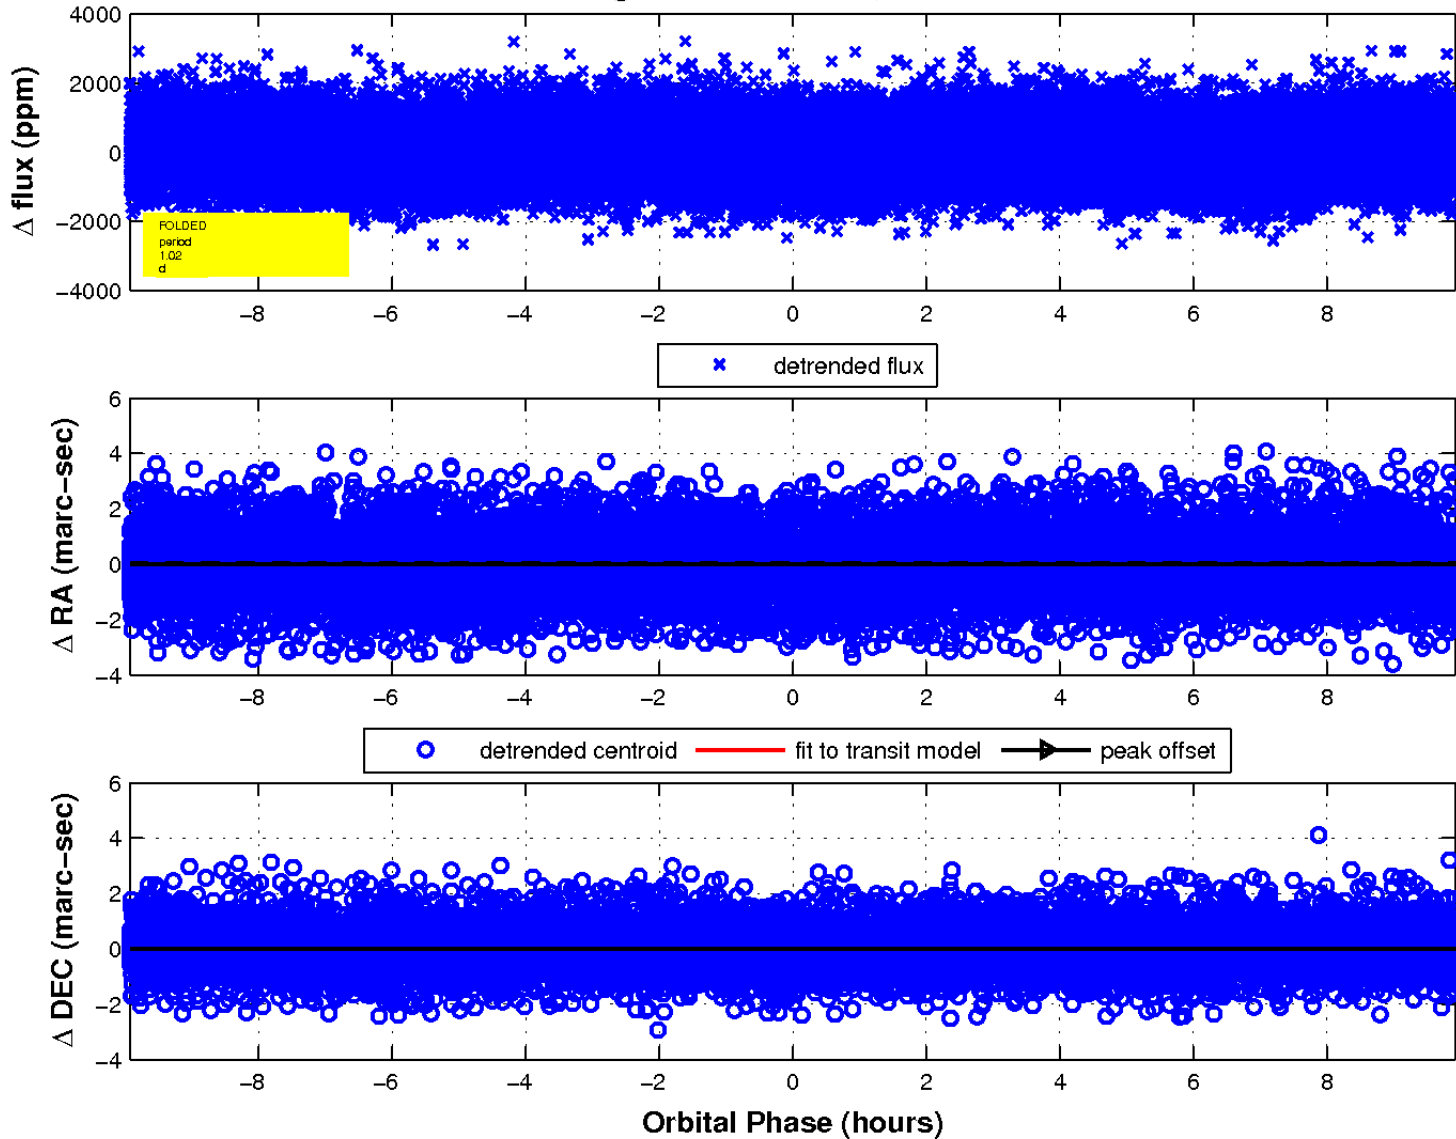 4000
2000
0
−2000
−4000
Δ flux (ppm)
FOLDED
period
1.02
d
−8 −6 −4 −2 0 2 4 6 8
detrended flux
6
4
2
0
−2
−4
Δ RA (marc−sec)
−8 −6 −4 −2 0 2 4 6 8
detrended centroid fit to transit model peak offset
6
4
2
0
−2
−4
Δ DEC (marc−sec)
−8 −6 −4 −2 0 2 4 6 8
Orbital Phase (hours)